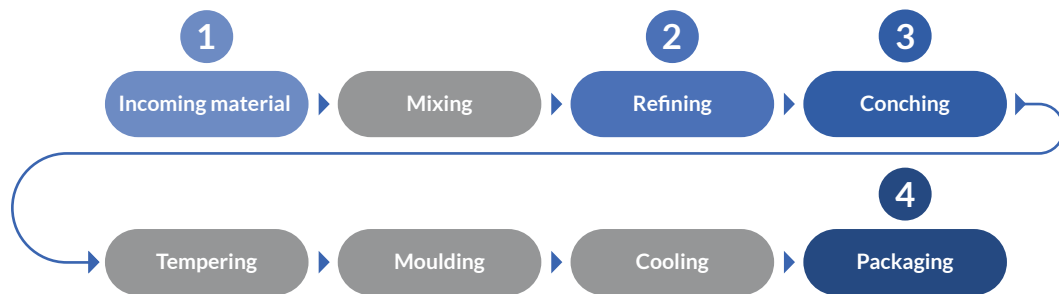 1 2 3
Incoming material Mixing Refining Conching
4
Tempering Moulding Cooling Packaging